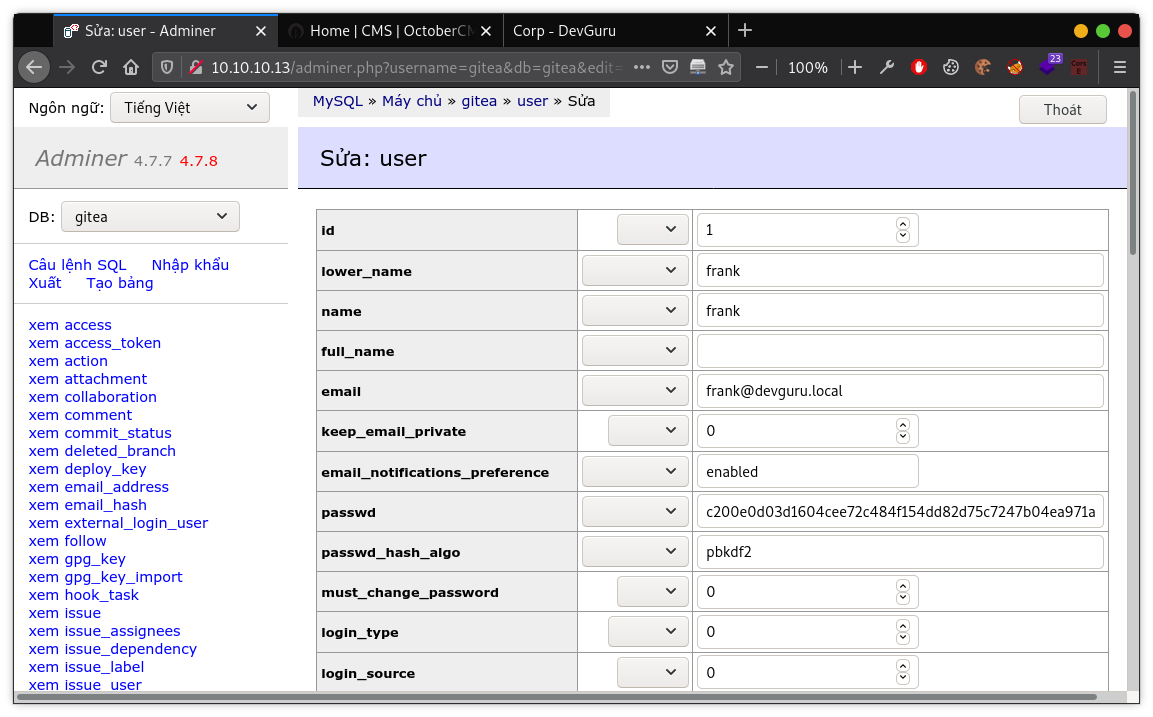 Sửa: user - Adminer
Home | CMS | OctoberCM
Corp - DevGuru
10.10.10.13/adminer.php?username=gitea&db=gitea&edit=
100%
23
Ngôn ngữ: Tiếng Việt
MySQL » Máy chủ » gitea » user » Sửa
Thoát
Adminer 4.7.7 4.7.8
Sửa: user
DB: gitea
Câu lệnh SQL Nhập khẩu
Xuất Tạo bảng
xem access
xem access_token
xem action
xem attachment
xem collaboration
xem comment
xem commit_status
xem deleted_branch
xem deploy_key
xem email_address
xem email_hash
xem external_login_user
xem follow
xem gpg_key
xem gpg_key_import
xem hook_task
xem issue
xem issue_assignees
xem issue_dependency
xem issue_label
xem issue_user
id 1
lower_name frank
name frank
full_name
email frank@devguru.local
keep_email_private 0
email_notifications_preference enabled
passwd c200e0d03d1604cee72c484f154dd82d75c7247b04ea971a
passwd_hash_algo pbkdf2
must_change_password 0
login_type 0
login_source 0